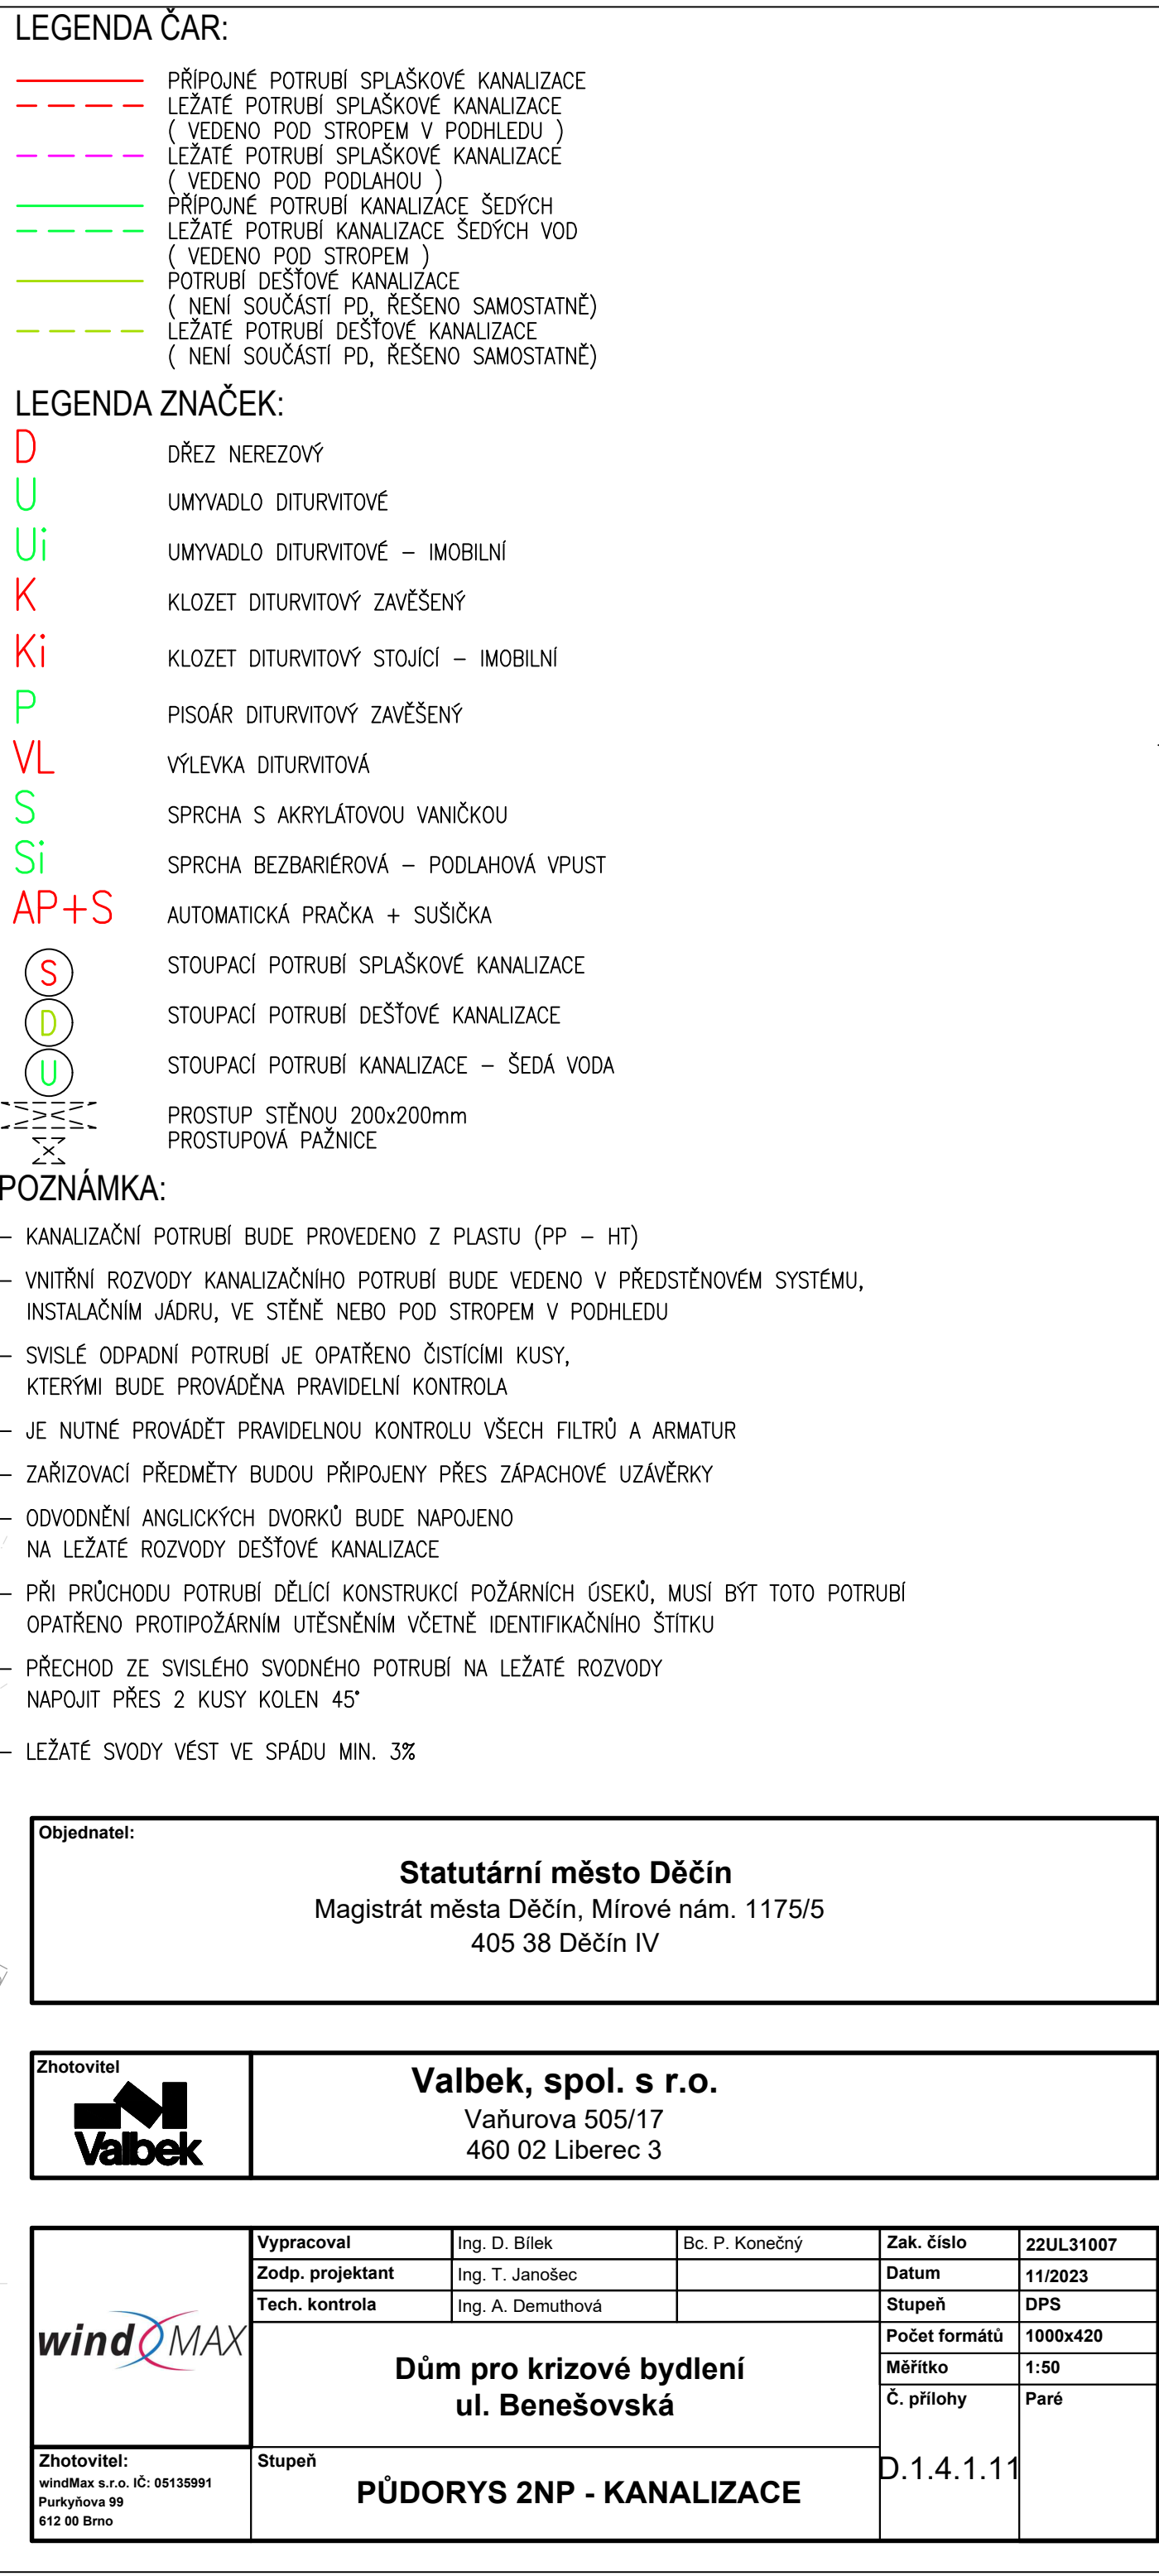 LEGENDA ČAR:
PŘÍPOJNÉ POTRUBÍ SPLAŠKOVÉ KANALIZACE
LEŽATÉ POTRUBÍ SPLAŠKOVÉ KANALIZACE
( VEDENO POD STROPEM V PODHLEDU )
LEŽATÉ POTRUBÍ SPLAŠKOVÉ KANALIZACE
( VEDENO POD PODLAHOU )
PŘÍPOJNÉ POTRUBÍ KANALIZACE ŠEDÝCH
LEŽATÉ POTRUBÍ KANALIZACE ŠEDÝCH VOD
( VEDENO POD STROPEM )
POTRUBÍ DEŠŤOVÉ KANALIZACE
( NENÍ SOUČÁSTÍ PD, ŘEŠENO SAMOSTATNĚ)
LEŽATÉ POTRUBÍ DEŠŤOVÉ KANALIZACE
( NENÍ SOUČÁSTÍ PD, ŘEŠENO SAMOSTATNĚ)
LEGENDA ZNAČEK:
D DŘEZ NEREZOVÝ
U UMYVADLO DITURVITOVÉ
Ui UMYVADLO DITURVITOVÉ – IMOBILNÍ
K KLOZET DITURVITOVÝ ZAVĚŠENÝ
Ki KLOZET DITURVITOVÝ STOJÍCÍ – IMOBILNÍ
P PISOÁR DITURVITOVÝ ZAVĚŠENÝ
VL VÝLEVKA DITURVITOVÁ
S SPRCHA S AKRYLÁTOVOU VANIČKOU
Si SPRCHA BEZBARIÉROVÁ – PODLAHOVÁ VPUST
AP+S AUTOMATICKÁ PRAČKA + SUŠIČKA
S STOUPACÍ POTRUBÍ SPLAŠKOVÉ KANALIZACE
D STOUPACÍ POTRUBÍ DEŠŤOVÉ KANALIZACE
U STOUPACÍ POTRUBÍ KANALIZACE – ŠEDÁ VODA
PROSTUP STĚNOU 200x200mm
PROSTUPOVÁ PAŽNICE
POZNÁMKA:
– KANALIZAČNÍ POTRUBÍ BUDE PROVEDENO Z PLASTU (PP – HT)
– VNITŘNÍ ROZVODY KANALIZAČNÍHO POTRUBÍ BUDE VEDENO V PŘEDSTĚNOVÉM SYSTÉMU,
INSTALAČNÍM JÁDRU, VE STĚNĚ NEBO POD STROPEM V PODHLEDU
– SVISLÉ ODPADNÍ POTRUBÍ JE OPATŘENO ČISTÍCÍMI KUSY,
KTERÝMI BUDE PROVÁDĚNA PRAVIDELNÍ KONTROLA
– JE NUTNÉ PROVÁDĚT PRAVIDELNOU KONTROLU VŠECH FILTRŮ A ARMATUR
– ZAŘIZOVACÍ PŘEDMĚTY BUDOU PŘIPOJENY PŘES ZÁPACHOVÉ UZÁVĚRKY
– ODVODNĚNÍ ANGLICKÝCH DVORKŮ BUDE NAPOJENO
NA LEŽATÉ ROZVODY DEŠŤOVÉ KANALIZACE
– PŘI PRŮCHODU POTRUBÍ DĚLÍCÍ KONSTRUKCÍ POŽÁRNÍCH ÚSEKŮ, MUSÍ BÝT TOTO POTRUBÍ
OPATŘENO PROTIPOŽÁRNÍM UTĚSNĚNÍM VČETNĚ IDENTIFIKAČNÍHO ŠTÍTKU
– PŘECHOD ZE SVISLÉHO SVODNÉHO POTRUBÍ NA LEŽATÉ ROZVODY
NAPOJIT PŘES 2 KUSY KOLEN 45°
– LEŽATÉ SVODY VÉST VE SPÁDU MIN. 3%
Objednatel:
Statutární město Děčín
Magistrát města Děčín, Mírové nám. 1175/5
405 38 Děčín IV
Zhotovitel
Valbek
Valbek, spol. s r.o.
Vaňurova 505/17
460 02 Liberec 3
wind MAX
Vypracoval Ing. D. Bílek Bc. P. Konečný Zak. číslo 22UL31007
Zodp. projektant Ing. T. Janošec Datum 11/2023
Tech. kontrola Ing. A. Demuthová Stupeň DPS
Počet formátů 1000x420
Měřítko 1:50
Dům pro krizové bydlení
ul. Benešovská
Č. přílohy Paré
D.1.4.1.11
Zhotovitel:
windMax s.r.o. IČ: 05135991
Purkyňova 99
612 00 Brno
Stupeň
PŮDORYS 2NP - KANALIZACE